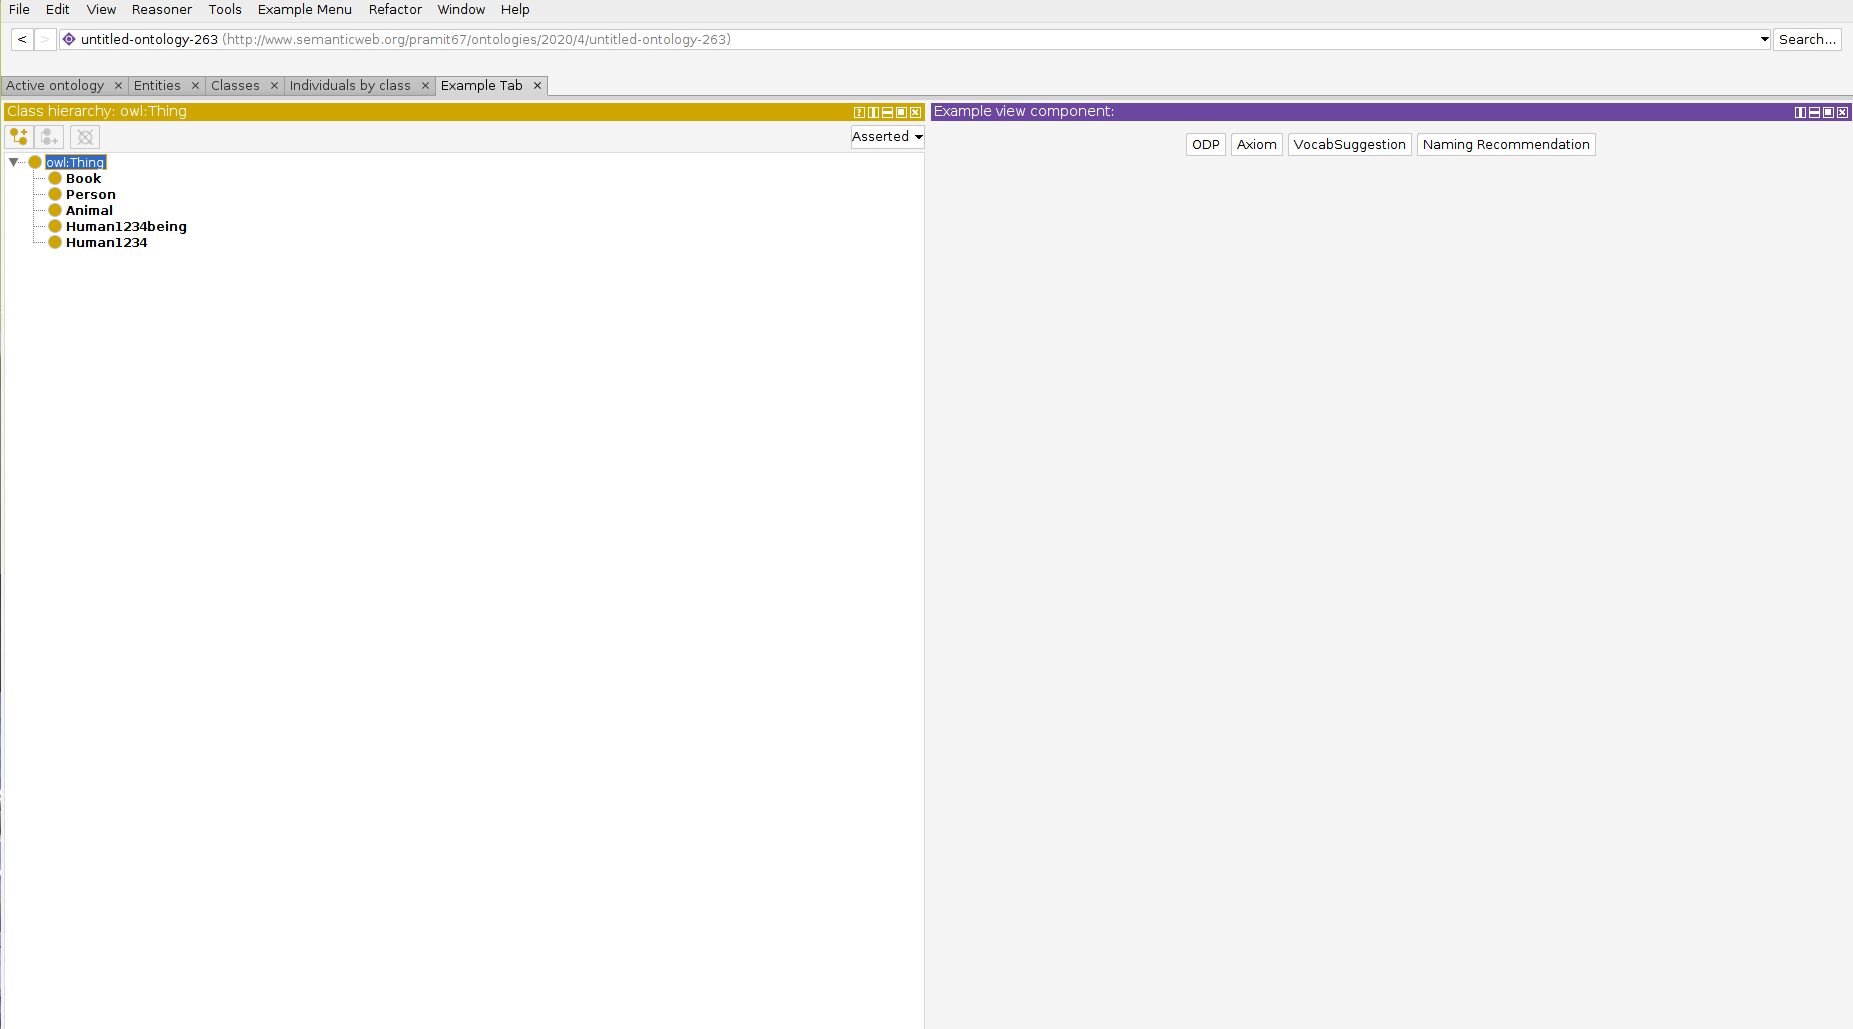 File Edit View Reasoner Tools Example Menu Refactor Window Help
< > untitled-ontology-263 (http://www.semanticweb.org/pramit67/ontologies/2020/4/untitled-ontology-263) Search...
Active ontology × Entities × Classes × Individuals by class × Example Tab ×
Class hierarchy: owl:Thing
Asserted
owl:Thing
Book
Person
Animal
Human1234being
Human1234
Example view component:
ODP Axiom VocabSuggestion Naming Recommendation